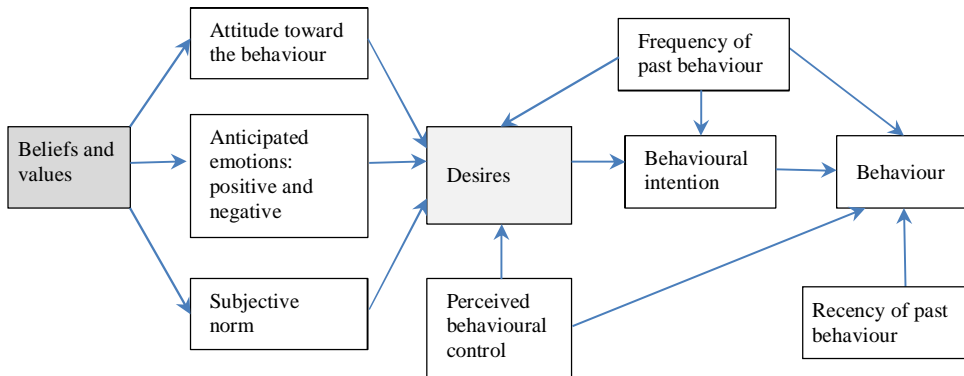 Attitude toward
the behaviour
Frequency of
past behaviour
Beliefs and
values
Anticipated
emotions:
positive and
negative
Desires
Behavioural
intention
Behaviour
Subjective
norm
Perceived
behavioural
control
Recency of past
behaviour